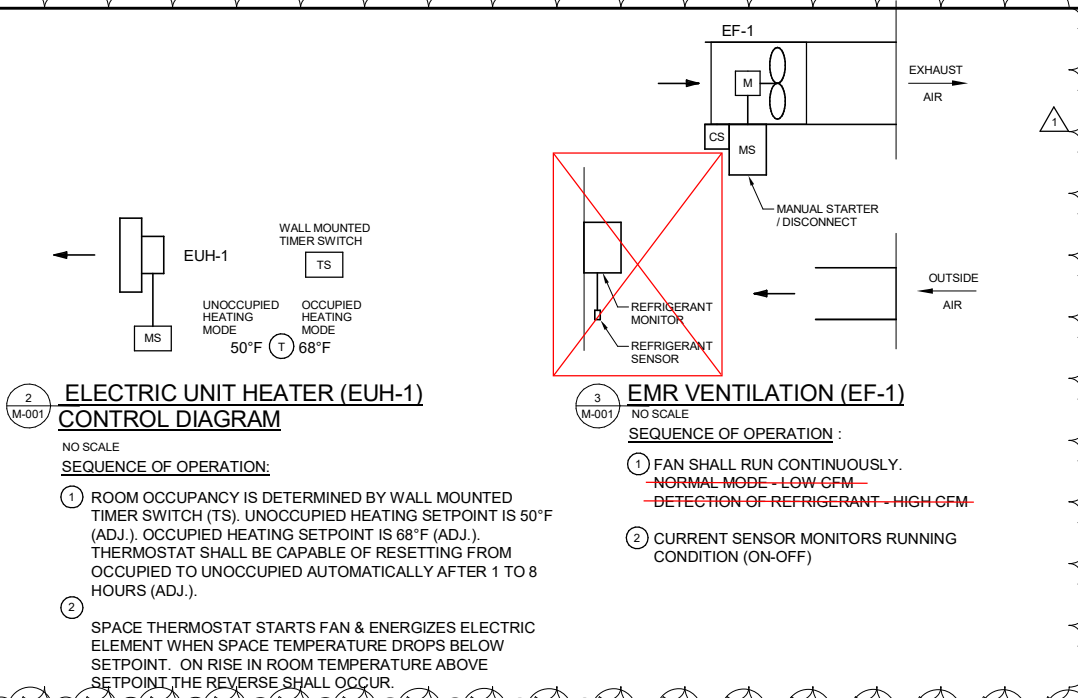 EF-1
M
EXHAUST
AIR
1
CS
MS
MANUAL STARTER
/ DISCONNECT
WALL MOUNTED
TIMER SWITCH
TS
EUH-1
UNOCCUPIED
HEATING
MODE
OCCUPIED
HEATING
MODE
MS
50°F T 68°F
REFRIGERANT
MONITOR
REFRIGERANT
SENSOR
OUTSIDE
AIR
2
M-001
ELECTRIC UNIT HEATER (EUH-1)
CONTROL DIAGRAM
NO SCALE
SEQUENCE OF OPERATION:
1 ROOM OCCUPANCY IS DETERMINED BY WALL MOUNTED
TIMER SWITCH (TS). UNOCCUPIED HEATING SETPOINT IS 50°F
(ADJ.). OCCUPIED HEATING SETPOINT IS 68°F (ADJ.).
THERMOSTAT SHALL BE CAPABLE OF RESETTING FROM
OCCUPIED TO UNOCCUPIED AUTOMATICALLY AFTER 1 TO 8
HOURS (ADJ.).
2
SPACE THERMOSTAT STARTS FAN & ENERGIZES ELECTRIC
ELEMENT WHEN SPACE TEMPERATURE DROPS BELOW
SETPOINT. ON RISE IN ROOM TEMPERATURE ABOVE
SETPOINT THE REVERSE SHALL OCCUR.
3
M-001
EMR VENTILATION (EF-1)
NO SCALE
SEQUENCE OF OPERATION :
1 FAN SHALL RUN CONTINUOUSLY.
NORMAL MODE - LOW CFM
DETECTION OF REFRIGERANT - HIGH CFM
2 CURRENT SENSOR MONITORS RUNNING
CONDITION (ON-OFF)